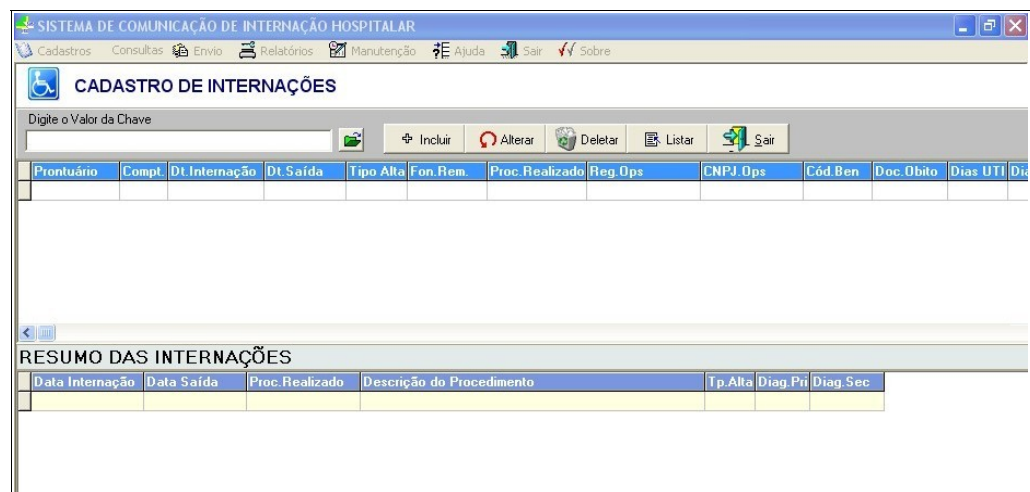 SISTEMA DE COMUNICAÇÃO DE INTERNAÇÃO HOSPITALAR
Cadastros Consultas Envio Relatórios Manutenção Ajuda Sair Sobre
CADASTRO DE INTERNAÇÕES
Digite o Valor da Chave
Incluir Alterar Deletar Listar Sair
Prontuário Compt. Dt.Internação Dt.Saída Tipo Alta Fon.Rem. Proc.Realizado Reg.Ops CNPJ.Ops Cód.Ben Doc.Obito Dias UTI Dia
RESUMO DAS INTERNAÇÕES
Data Internação Data Saída Proc.Realizado Descrição do Procedimento Tp.Alta Diag.Pri Diag.Sec